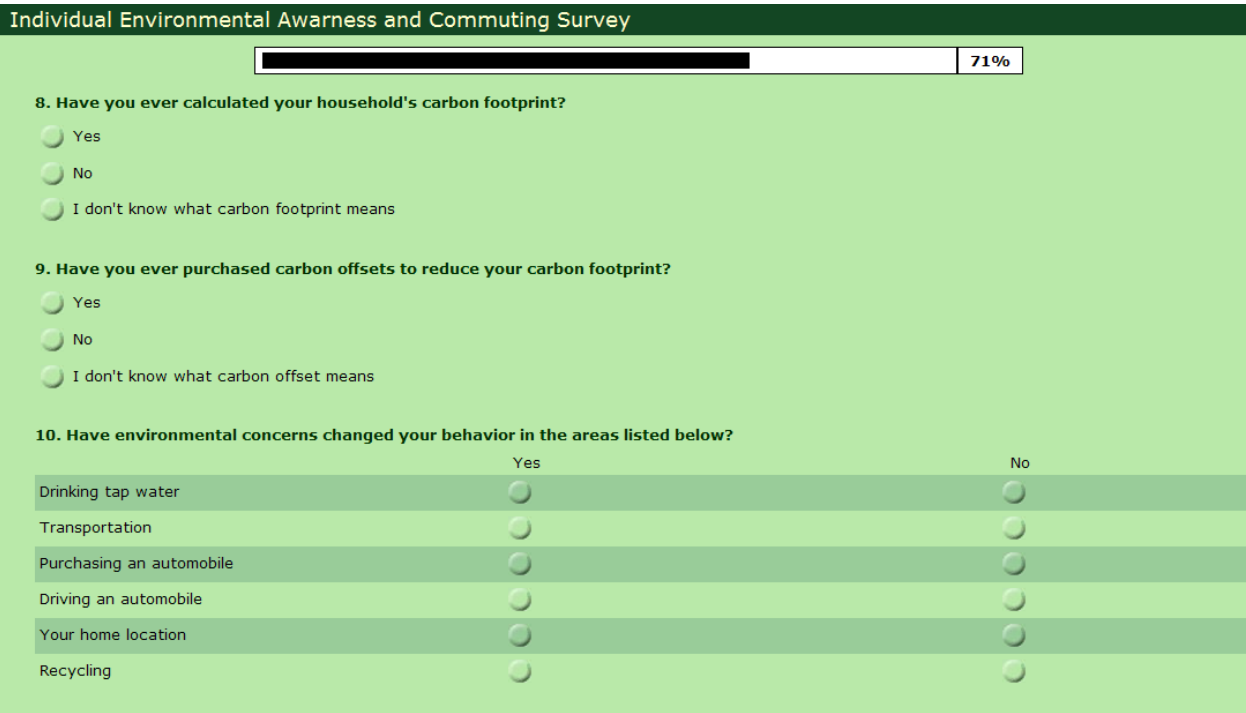 Individual Environmental Awarness and Commuting Survey
71%
8. Have you ever calculated your household's carbon footprint?
Yes
No
I don't know what carbon footprint means
9. Have you ever purchased carbon offsets to reduce your carbon footprint?
Yes
No
I don't know what carbon offset means
10. Have environmental concerns changed your behavior in the areas listed below?
Yes No
Drinking tap water
Transportation
Purchasing an automobile
Driving an automobile
Your home location
Recycling